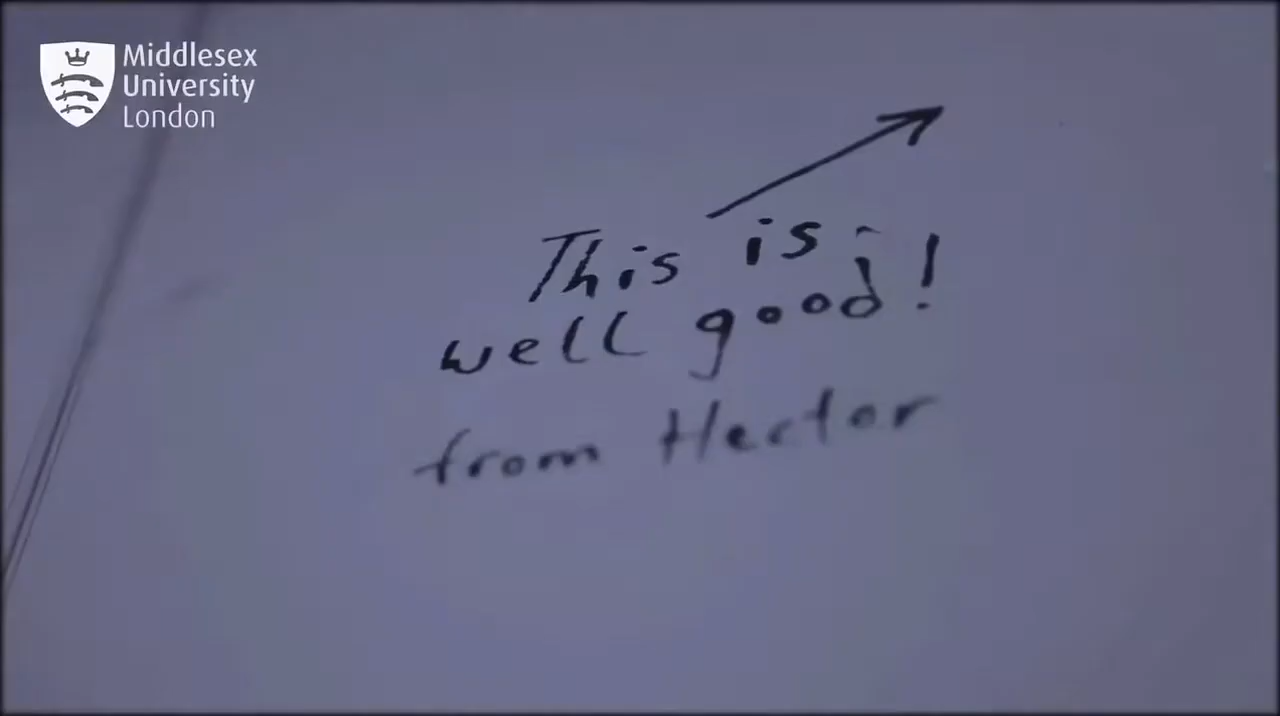 Middlesex
University
London
This is
well good!
from Hector